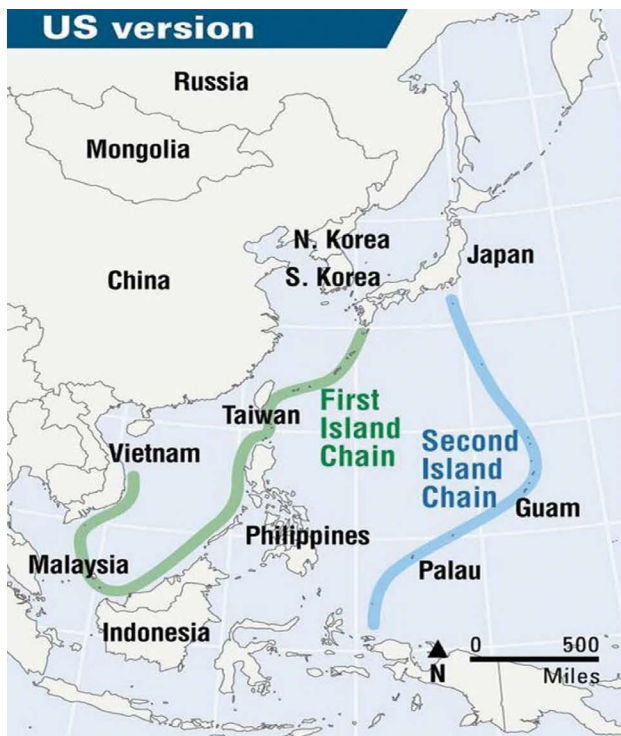 US version
Russia
Mongolia
N. Korea
Japan
China
S. Korea
Taiwan
First
Island
Chain
Vietnam
Second
Island
Chain
Guam
Philippines
Malaysia
Palau
Indonesia
0 500
N
Miles